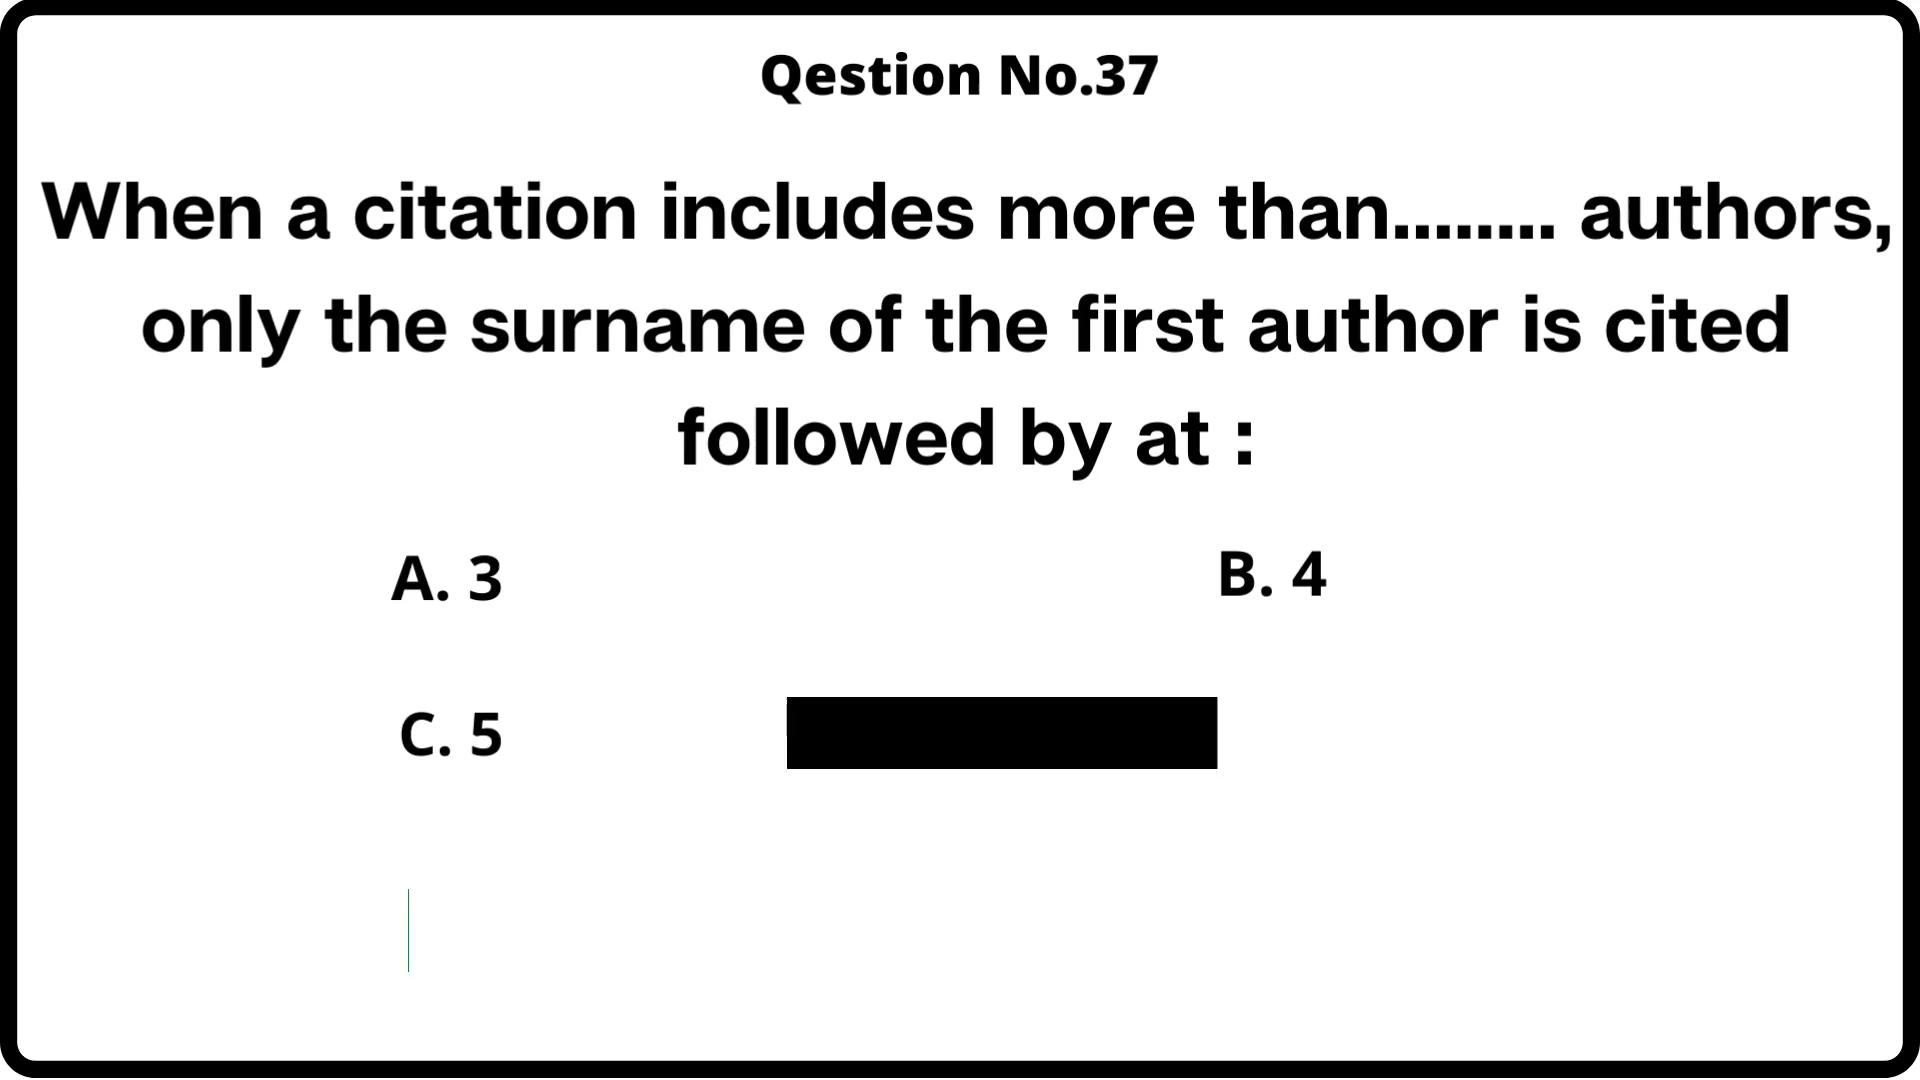 Qestion No.37
When a citation includes more than........ authors,
only the surname of the first author is cited
followed by at :
A. 3
B. 4
C. 5